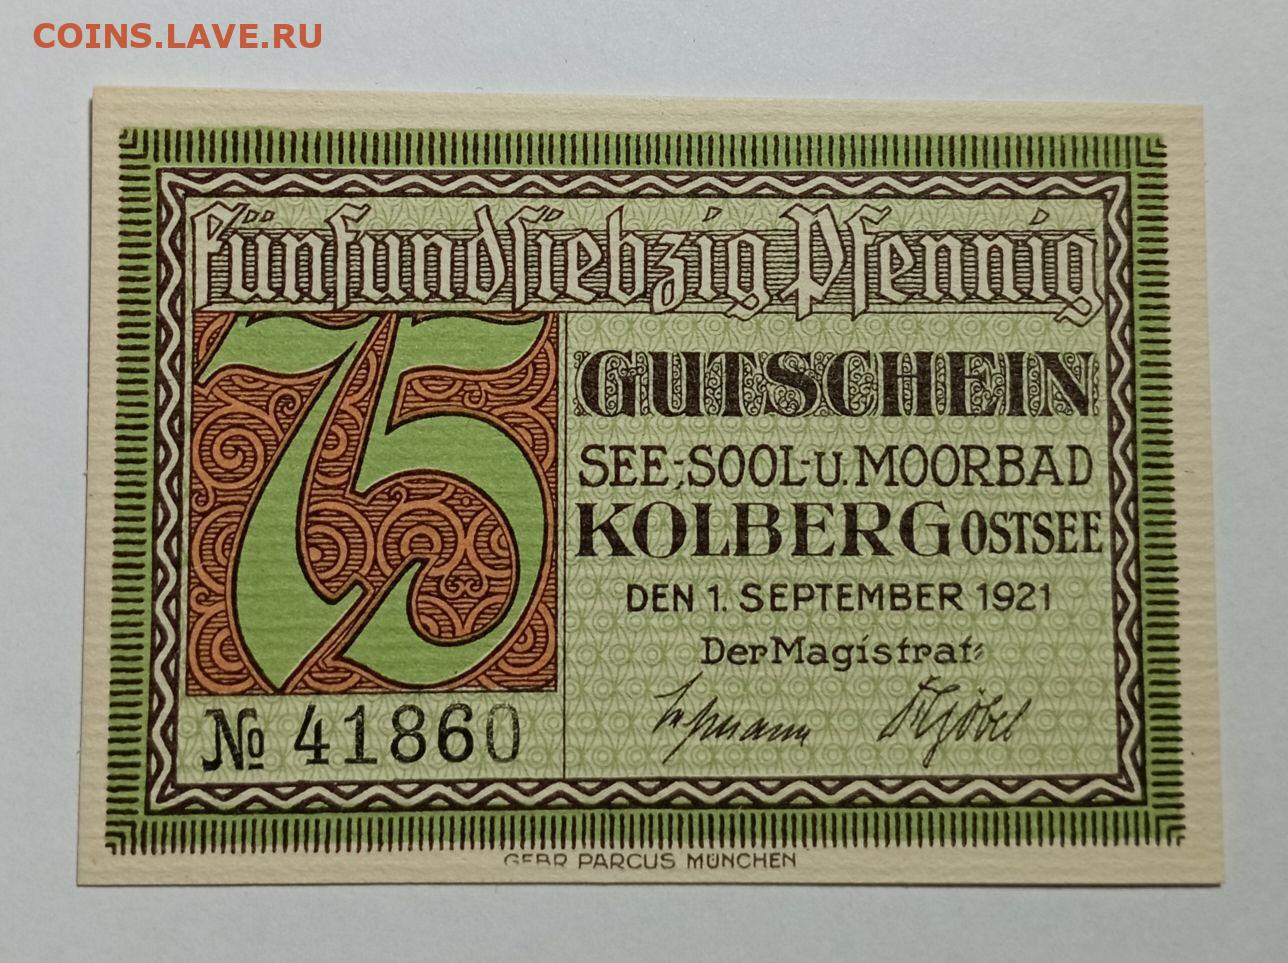 COINS.LAVE.RU
Fünfundsiebzig Pfennig
75
GUTSCHEIN
SEE-,SOOL-U.MOORBAD
KOLBERG OSTSEE
DEN 1. SEPTEMBER 1921
Der Magistrat:
№ 41860
GEBR PARCUS MÜNCHEN